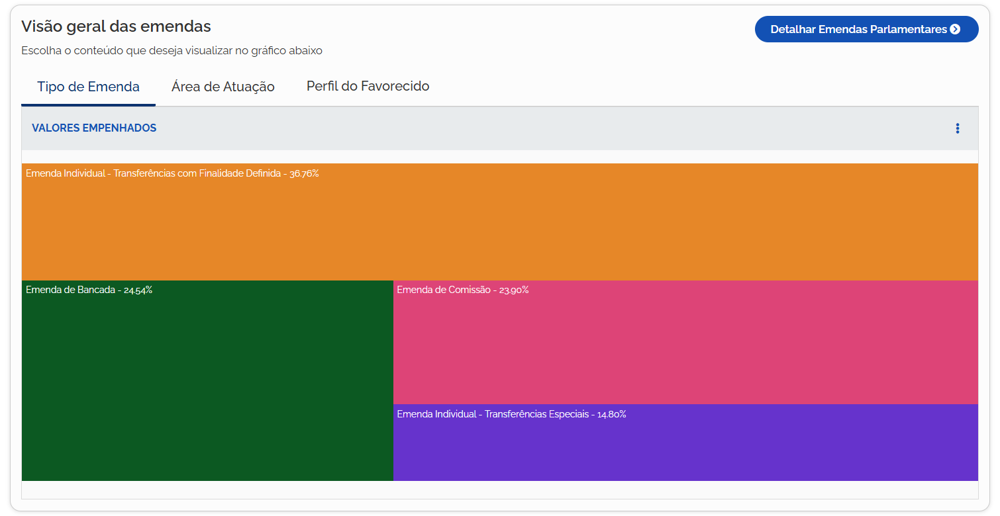 Visão geral das emendas
Detalhar Emendas Parlamentares
Escolha o conteúdo que deseja visualizar no gráfico abaixo
Tipo de Emenda
Área de Atuação
Perfil do Favorecido
VALORES EMPENHADOS
Emenda Individual - Transferências com Finalidade Definida - 36.76%
Emenda de Bancada - 24.54%
Emenda de Comissão - 23.90%
Emenda Individual - Transferências Especiais - 14.80%